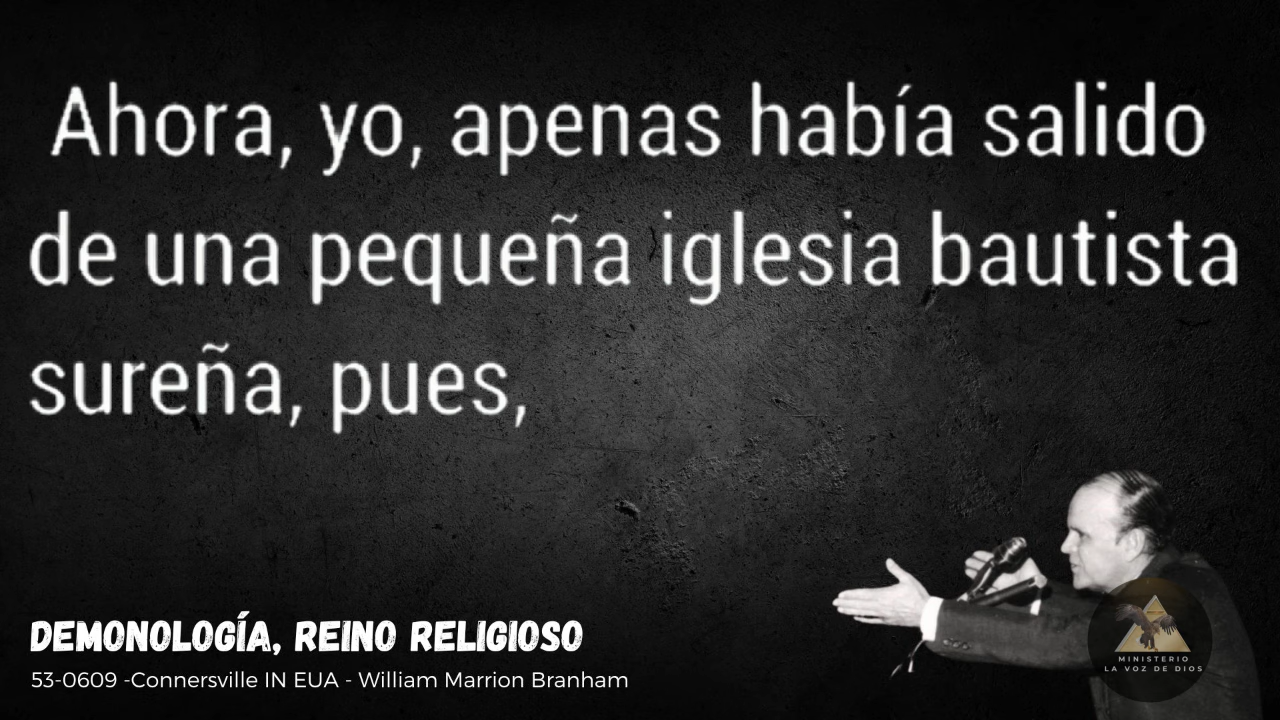 Ahora, yo, apenas había salido
de una pequeña iglesia bautista
sureña, pues,
DEMONOLOGÍA, REINO RELIGIOSO
53-0609 -Connersville IN EUA - William Marrion Branham
MINISTERIO
LA VOZ DE DIOS